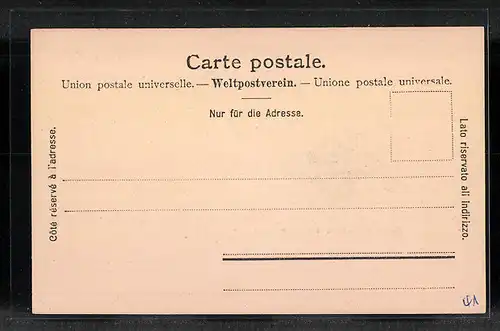 Carte postale.
Union postale universelle. — Weltpostverein. — Unione postale universale.
Nur für die Adresse.
Côté réservé à l'adresse.
Lato riservato all indirizzo.